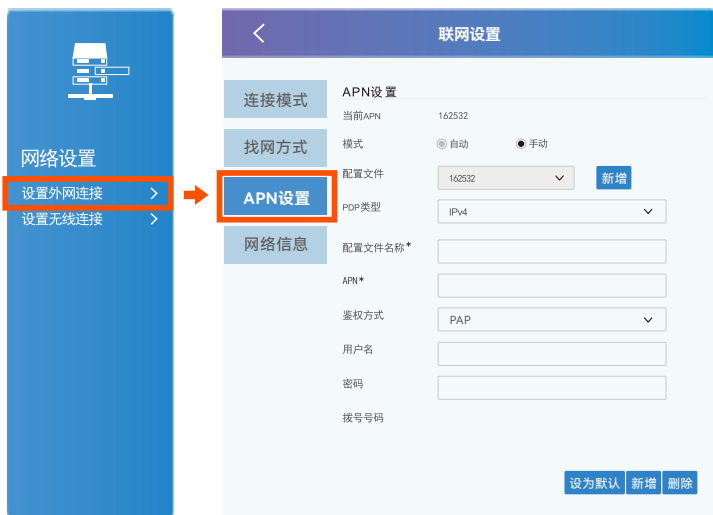 网络设置
设置外网连接
设置无线连接
联网设置
连接模式
找网方式
APN设置
网络信息
APN设置
当前APN 162532
模式 自动 手动
配置文件 162532 新增
PDP类型 IPv4
配置文件名称*
APN*
鉴权方式 PAP
用户名
密码
拨号号码
设为默认 新增 删除